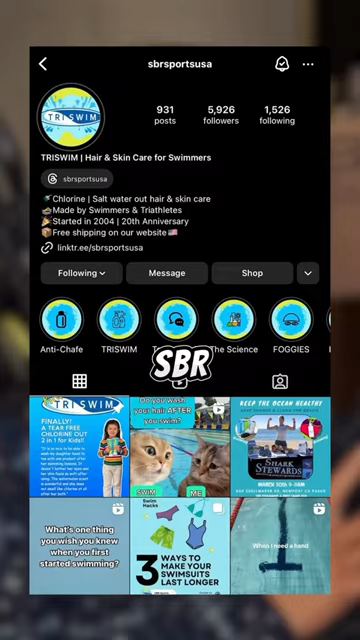 sbrsportsusa
TRISWIM
931
5,926
1,526
posts
followers
following
TRISWIM | Hair & Skin Care for Swimmers
sbrsportsusa
Chlorine | Salt water out hair & skin care
Made by Swimmers & Triathletes
Started in 2004 | 20th Anniversary
Free shipping on our website
linktr.ee/sbrsportsusa
Following
Message
Shop
Anti-Chafe
TRISWIM
The Science
FOGGIES
SBR
TRISWIM
FINALLY!
A TEAR FREE
CHLORINE OUT
2 in 1 for Kids!!
Do you wash
your hair AFTER
you swim?
SWIM
ME
KEEP THE OCEAN HEALTHY
SHARK
STEWARDS
What's one thing
you wish you knew
when you first
started swimming?
Swim
Hacks
3 WAYS TO
MAKE YOUR
SWIMSUITS
LAST LONGER
When I need a hand